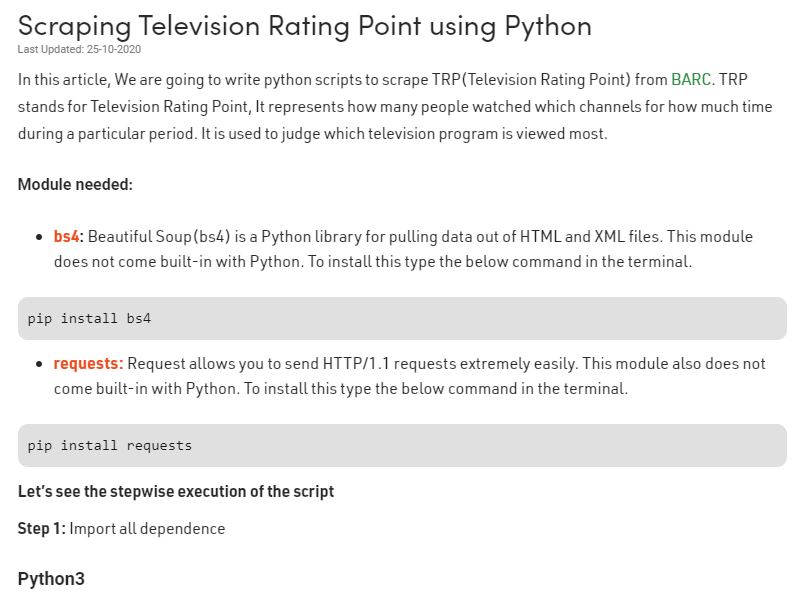 Scraping Television Rating Point using Python
Last Updated: 25-10-2020
In this article, We are going to write python scripts to scrape TRP(Television Rating Point) from BARC. TRP
stands for Television Rating Point, It represents how many people watched which channels for how much time
during a particular period. It is used to judge which television program is viewed most.
Module needed:
• bs4: Beautiful Soup(bs4) is a Python library for pulling data out of HTML and XML files. This module
does not come built-in with Python. To install this type the below command in the terminal.
pip install bs4
• requests: Request allows you to send HTTP/1.1 requests extremely easily. This module also does not
come built-in with Python. To install this type the below command in the terminal.
pip install requests
Let's see the stepwise execution of the script
Step 1: Import all dependence
Python3